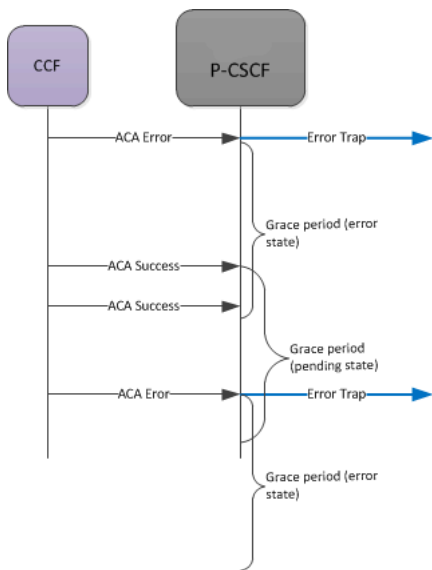 CCF
P-CSCF
ACA Error
Error Trap
Grace period (error
state)
ACA Success
ACA Success
Grace period
(pending state)
ACA Eror
Error Trap
Grace period (error
state)